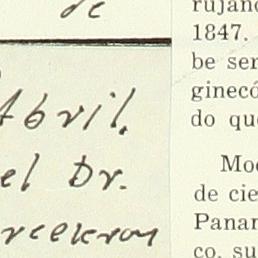 de
Abril.
el Dr.
rujano
1847.
be ser
ginecó
do que
Moo
de cie
Panar
co, su